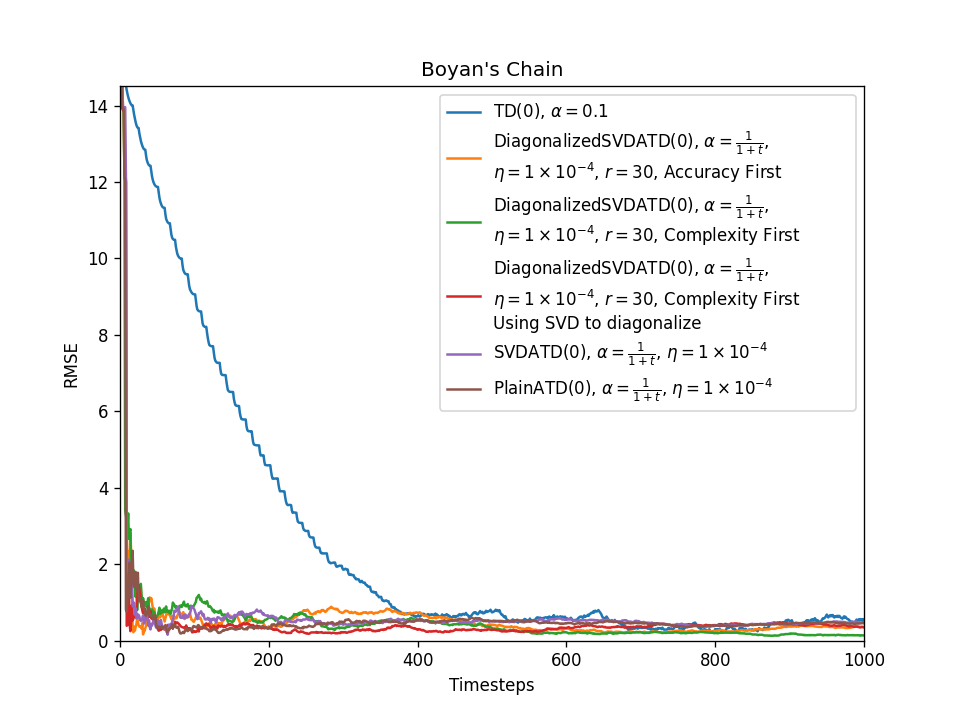 Boyan's Chain
RMSE
14
12
10
8
6
4
2
0
0 200 400 600 800 1000
Timesteps
TD(0), α = 0.1
DiagonalizedSVDATD(0), α = 1/(1+t),
η = 1 × 10⁻⁴, r = 30, Accuracy First
DiagonalizedSVDATD(0), α = 1/(1+t),
η = 1 × 10⁻⁴, r = 30, Complexity First
DiagonalizedSVDATD(0), α = 1/(1+t),
η = 1 × 10⁻⁴, r = 30, Complexity First
Using SVD to diagonalize
SVDATD(0), α = 1/(1+t), η = 1 × 10⁻⁴
PlainATD(0), α = 1/(1+t), η = 1 × 10⁻⁴